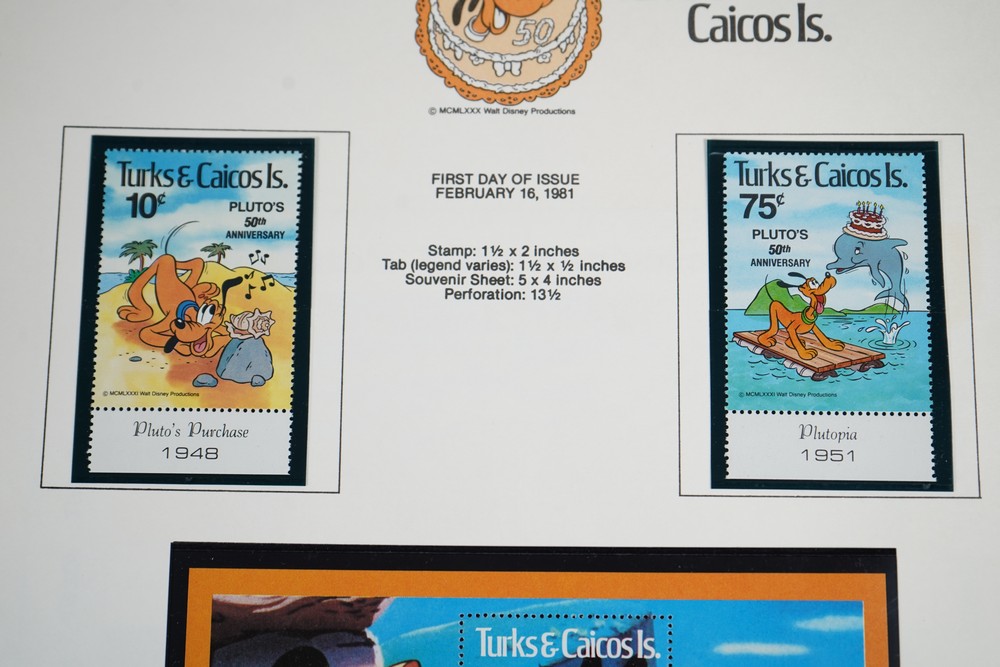 50
Caicos Is.
© MCMLXXX Walt Disney Productions
FIRST DAY OF ISSUE
FEBRUARY 16, 1981
Stamp: 1½ x 2 inches
Tab (legend varies): 1½ x ½ inches
Souvenir Sheet: 5 x 4 inches
Perforation: 13½
Turks & Caicos Is.
10¢
PLUTO'S
50th
ANNIVERSARY
© MCMLXXXI Walt Disney Productions
Pluto's Purchase
1948
Turks & Caicos Is.
75¢
PLUTO'S
50th
ANNIVERSARY
© MCMLXXXI Walt Disney Productions
Plutopia
1951
Turks & Caicos Is.